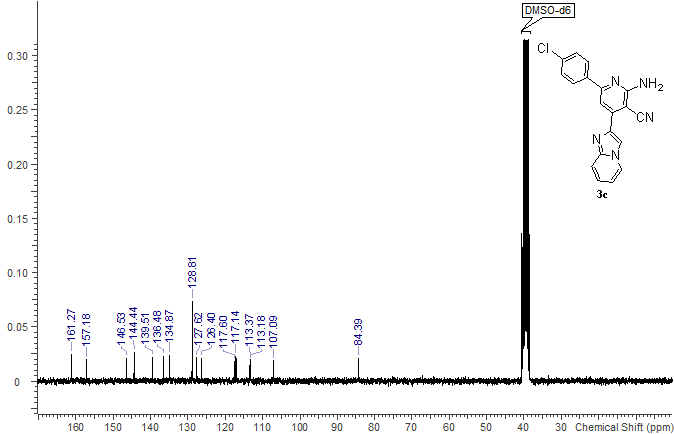 DMSO-d6
Cl
N
NH2
CN
N
N
3c
0.30
0.25
0.20
0.15
0.10
0.05
0
161.27
157.18
146.53
144.44
139.51
136.48
134.87
128.81
127.62
126.40
117.60
117.14
113.37
113.18
107.09
84.39
160 150 140 130 120 110 100 90 80 70 60 50 40 30 Chemical Shift (ppm)